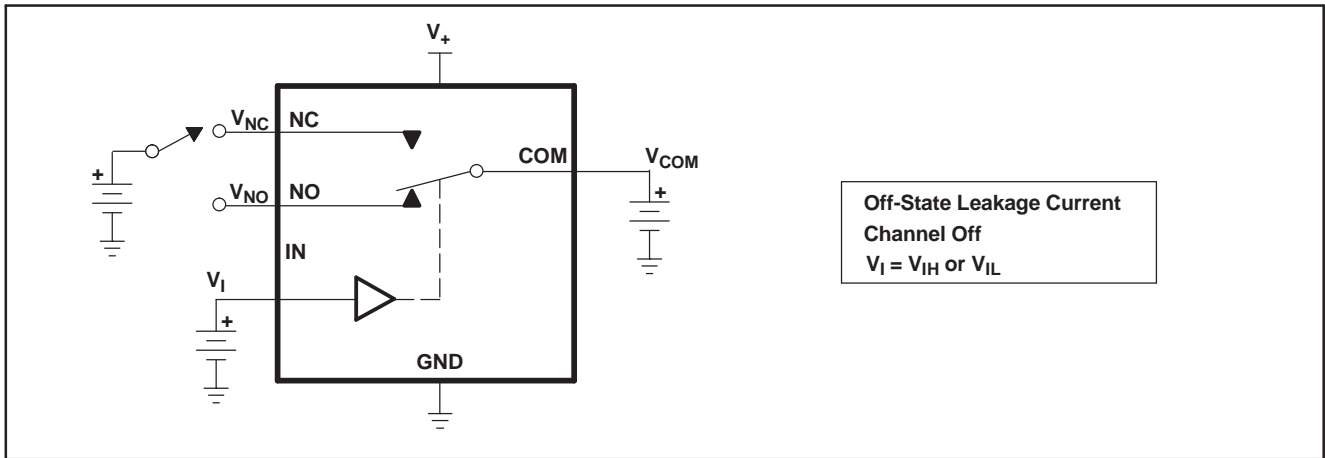 V+
VNC NC
+
COM VCOM
VNO NO
+
IN
VI
+
GND
Off-State Leakage Current
Channel Off
VI = VIH or VIL